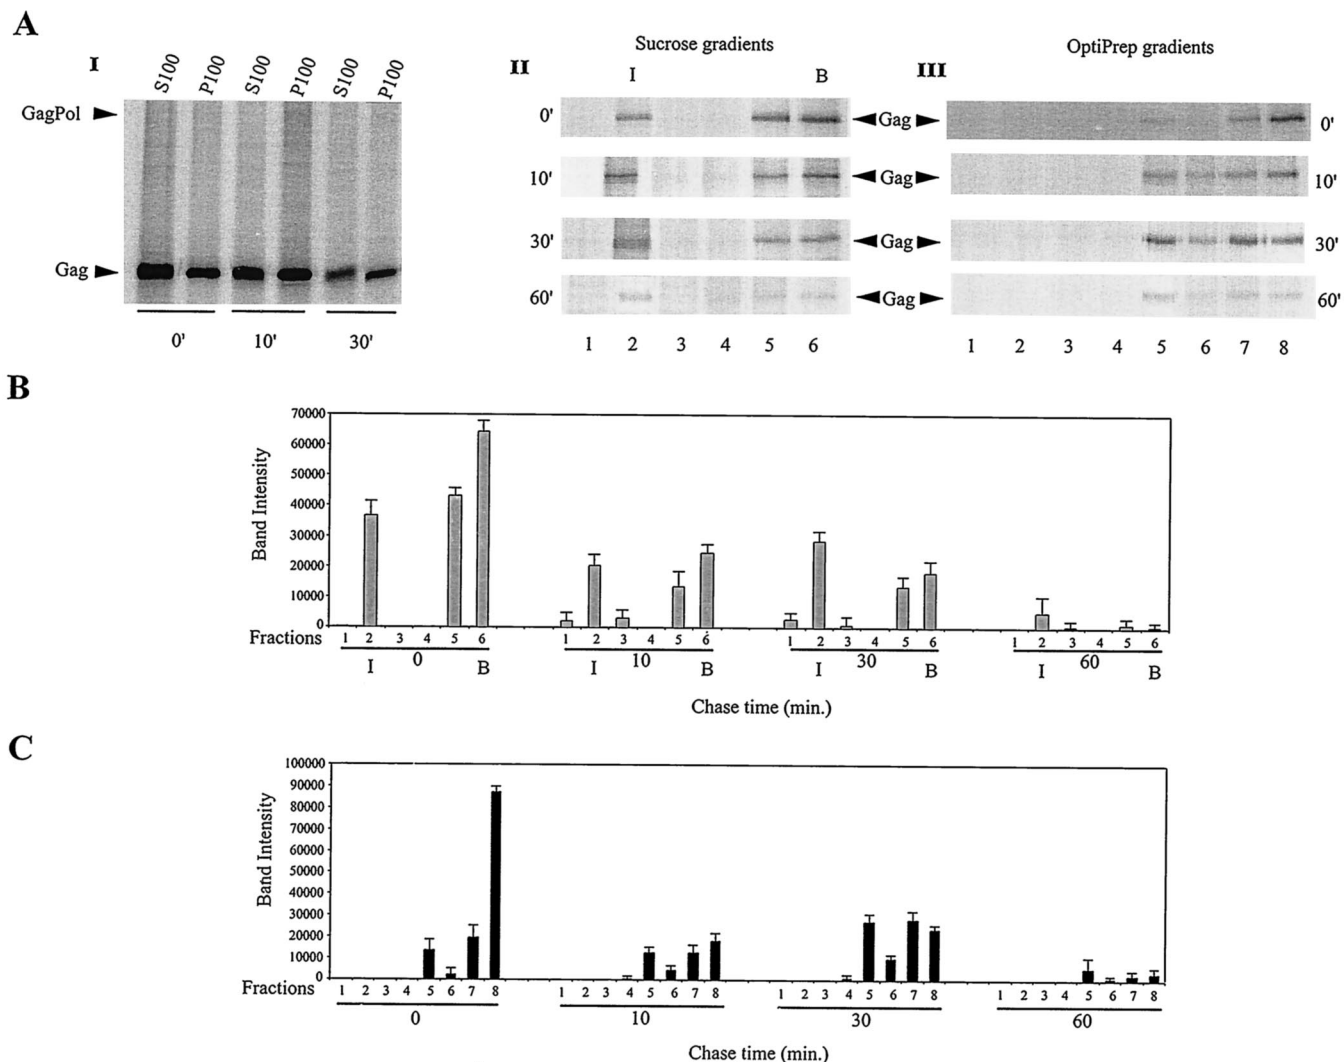 A
I
S100 P100 S100 P100 S100 P100
GagPol
Gag
0' 10' 30'
II
Sucrose gradients
I B
0'
10'
30'
60'
1 2 3 4 5 6
Gag
Gag
Gag
Gag
III
OptiPrep gradients
0'
10'
30'
60'
1 2 3 4 5 6 7 8
B
Band Intensity
70000
60000
50000
40000
30000
20000
10000
0
Fractions 1 2 3 4 5 6 1 2 3 4 5 6 1 2 3 4 5 6 1 2 3 4 5 6
0 10 30 60
I B I B I B I B
Chase time (min.)
C
Band Intensity
100000
90000
80000
70000
60000
50000
40000
30000
20000
10000
0
Fractions 1 2 3 4 5 6 7 8 1 2 3 4 5 6 7 8 1 2 3 4 5 6 7 8 1 2 3 4 5 6 7 8
0 10 30 60
Chase time (min.)